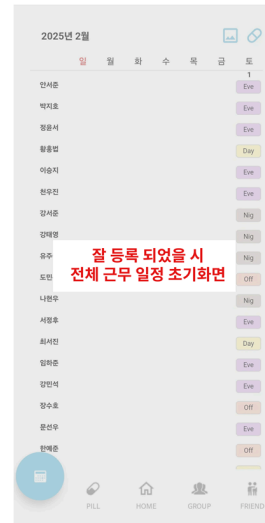 2025년 2월
일 월 화 수 목 금 토
1
안서준 Eve
박지호 Eve
정윤서 Eve
황홍법 Day
이승지 Eve
천우진 Eve
강서준 Nig
강태영 Nig
유주 Nig
잘 등록 되었을 시
전체 근무 일정 초기화면
도민 Off
나현우 Nig
서정후 Eve
최서진 Day
임하준 Eve
강민석 Eve
장수호 Off
문선우 Eve
한예준 Off
PILL HOME GROUP FRIEND